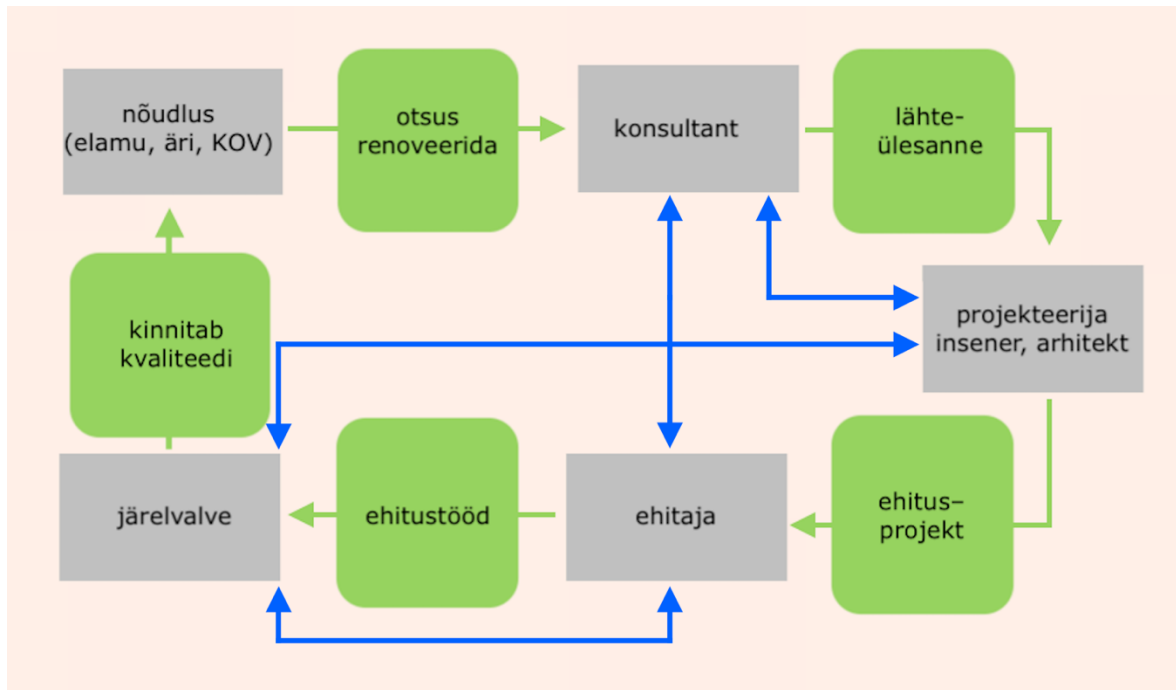 nõudlus
(elamu, äri, KOV)
otsus
renoveerida
konsultant
lähte-
ülesanne
projekteerija
insener, arhitekt
kinnitab
kvaliteedi
järelvalve
ehitustööd
ehitaja
ehitus–
projekt